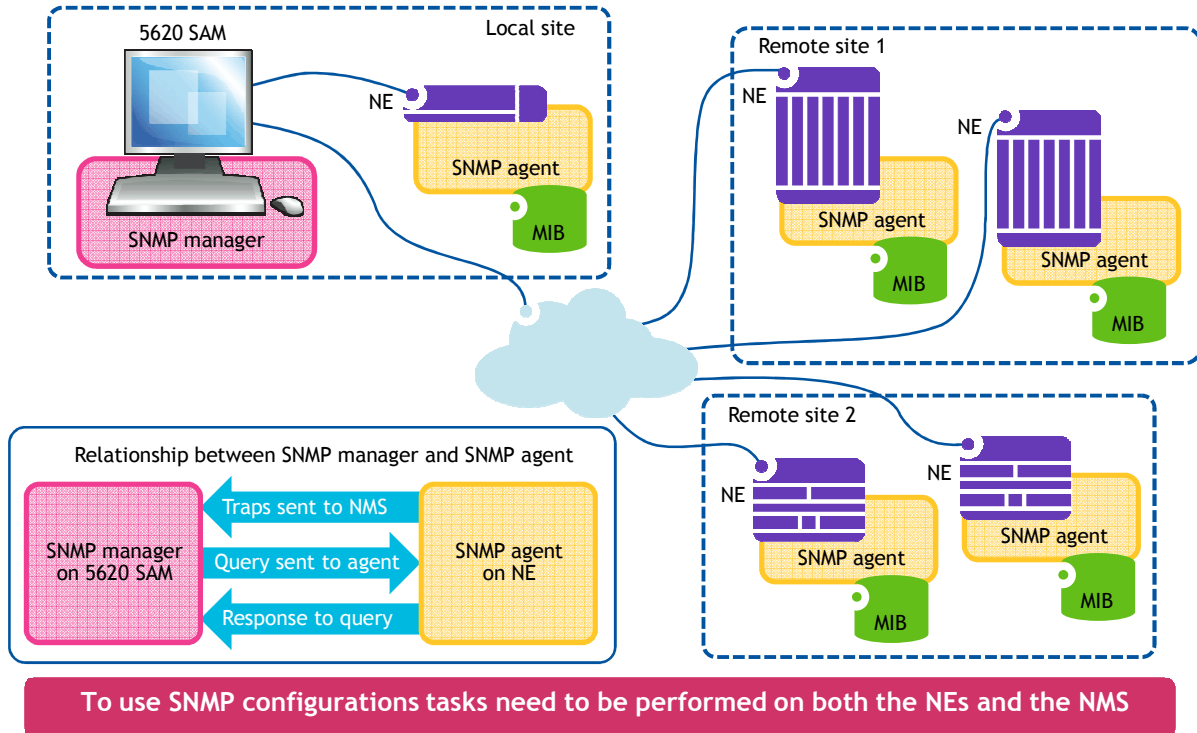 5620 SAM
Local site
NE
SNMP agent
MIB
SNMP manager
Remote site 1
NE
SNMP agent
MIB
NE
SNMP agent
MIB
Remote site 2
NE
SNMP agent
MIB
NE
SNMP agent
MIB
Relationship between SNMP manager and SNMP agent
SNMP manager
on 5620 SAM
Traps sent to NMS
Query sent to agent
Response to query
SNMP agent
on NE
To use SNMP configurations tasks need to be performed on both the NEs and the NMS